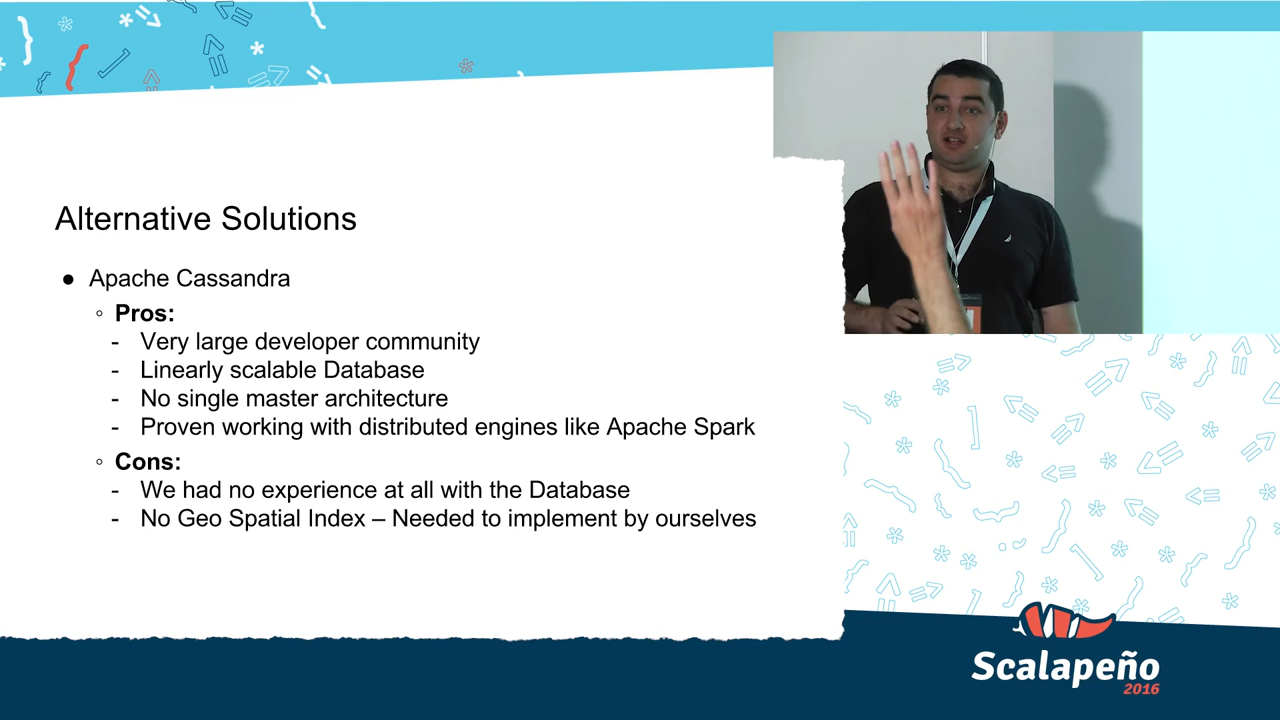 Alternative Solutions
● Apache Cassandra
◦ Pros:
- Very large developer community
- Linearly scalable Database
- No single master architecture
- Proven working with distributed engines like Apache Spark
◦ Cons:
- We had no experience at all with the Database
- No Geo Spatial Index – Needed to implement by ourselves
Scalapeño
2016